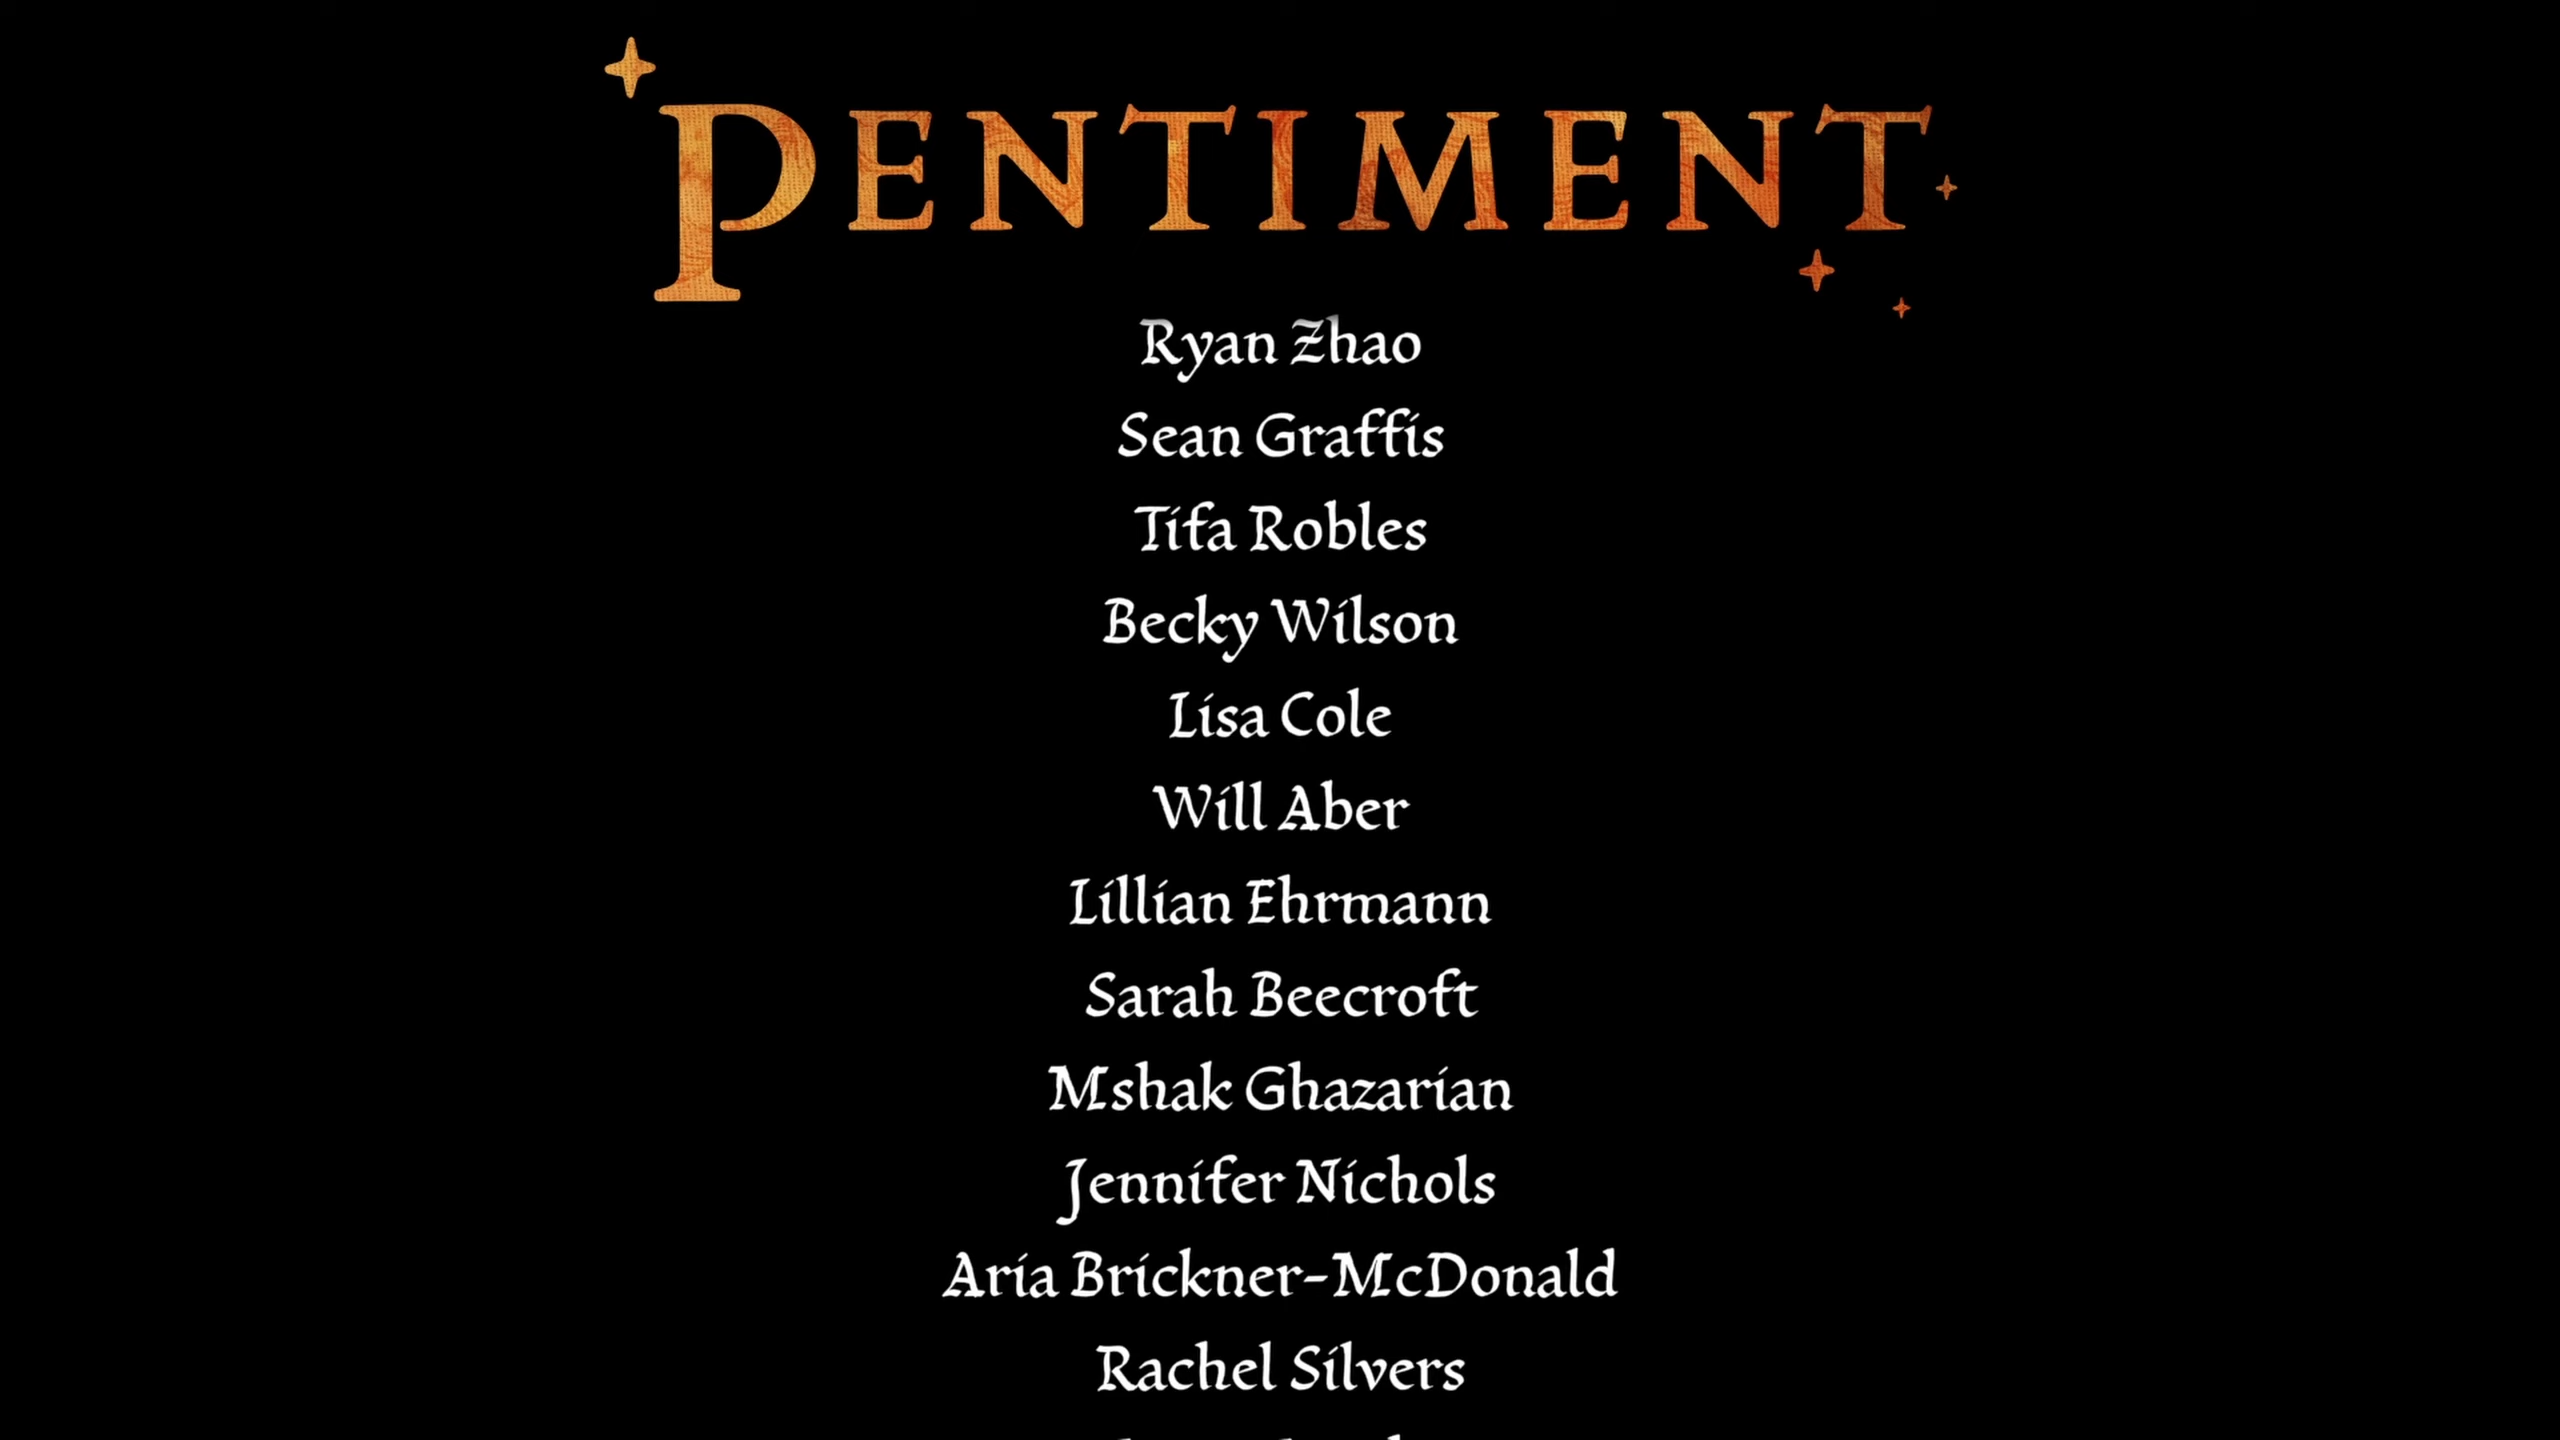 PENTIMENT
Ryan Zhao
Sean Graffis
Tifa Robles
Becky Wilson
Lisa Cole
Will Aber
Lillian Ehrmann
Sarah Beecroft
Mshak Ghazarian
Jennifer Nichols
Aria Brickner-McDonald
Rachel Silvers